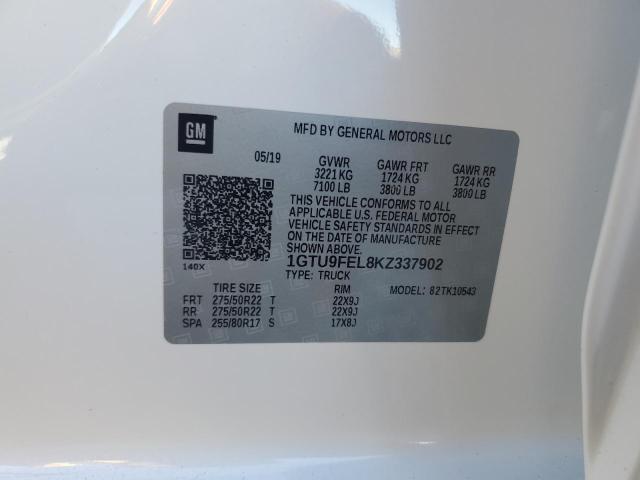 GM
MFD BY GENERAL MOTORS LLC
05/19 GVWR GAWR FRT GAWR RR
3221 KG 1724 KG 1724 KG
7100 LB 3800 LB 3800 LB
THIS VEHICLE CONFORMS TO ALL
APPLICABLE U.S. FEDERAL MOTOR
VEHICLE SAFETY STANDARDS IN EFFECT
ON THE DATE OF MANUFACTURE
SHOWN ABOVE.
140X
1GTU9FEL8KZ337902
TYPE: TRUCK
TIRE SIZE RIM MODEL: 82TK10543
FRT 275/50R22 T 22X9J
RR 275/50R22 T 22X9J
SPA 255/80R17 S 17X8J